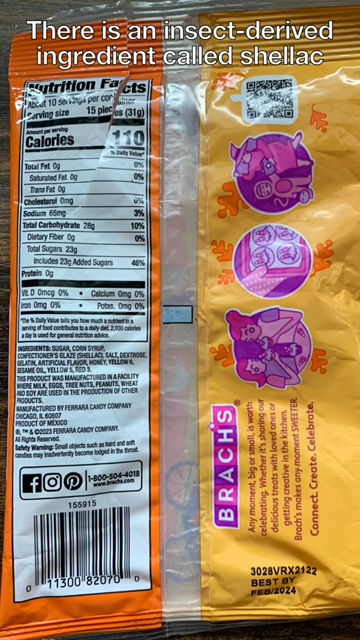 There is an insect-derived
ingredient called shellac
Nutrition Facts
About 10 servings per
Serving size 15 pieces (31g)
Amount per serving
Calories 110
% Daily Value*
Total Fat 0g 0%
Saturated Fat 0g 0%
Trans Fat 0g
Cholesterol 0mg 0%
Sodium 65mg 3%
Total Carbohydrate 28g 10%
Dietary Fiber 0g 0%
Total Sugars 23g
Includes 23g Added Sugars 46%
Protein 0g
Vit. D 0mcg 0% • Calcium 0mg 0%
Iron 0mg 0% • Potas. 0mg 0%
*The % Daily Value tells you how much a nutrient in a
serving of food contributes to a daily diet. 2,000 calories
a day is used for general nutrition advice.
INGREDIENTS: SUGAR, CORN SYRUP,
CONFECTIONER'S GLAZE (SHELLAC), SALT, DEXTROSE,
GELATIN, ARTIFICIAL FLAVOR, HONEY, YELLOW 6,
SESAME OIL, YELLOW 5, RED 3.
THIS PRODUCT WAS MANUFACTURED IN A FACILITY
WHERE MILK, EGGS, TREE NUTS, PEANUTS, WHEAT
AND SOY ARE USED IN THE PRODUCTION OF OTHER
PRODUCTS.
MANUFACTURED BY FERRARA CANDY COMPANY
CHICAGO, IL 60607
PRODUCT OF MEXICO
®, ™ & ©2023 FERRARA CANDY COMPANY.
All Rights Reserved.
Safety Warning: Small objects such as hard and soft
candies may inadvertently become lodged in the throat.
1-800-504-4018
www.brachs.com
155915
0 11300 82070 0
BRACH'S®
Any moment, big or small, is worth
celebrating. Whether it's sharing our
delicious treats with loved ones or
getting creative in the kitchen,
Brach's makes any moment SWEETER.
Connect. Create. Celebrate.
3028VRX2122
BEST BY
FEB/2024